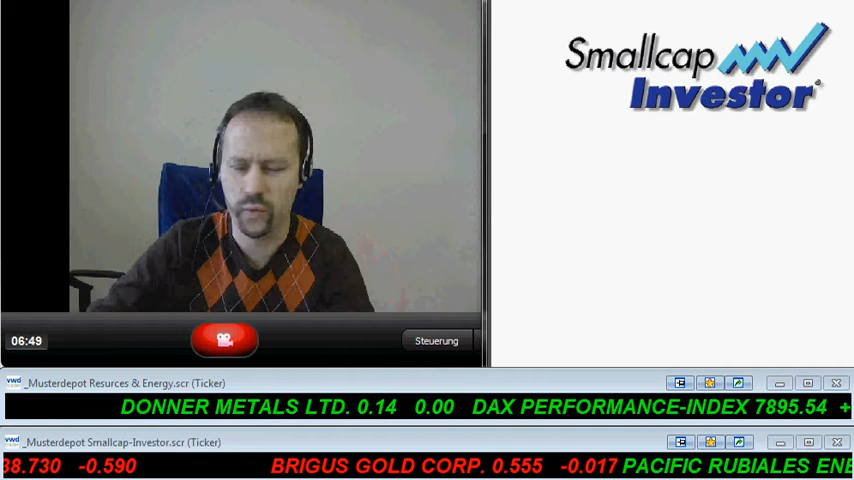 Smallcap
Investor
06:49
Steuerung
vwd
_Musterdepot Resurces & Energy.scr (Ticker)
DONNER METALS LTD. 0.14 0.00 DAX PERFORMANCE-INDEX 7895.54 +
vwd
_Musterdepot Smallcap-Investor.scr (Ticker)
38.730 -0.590 BRIGUS GOLD CORP. 0.555 -0.017 PACIFIC RUBIALES ENE